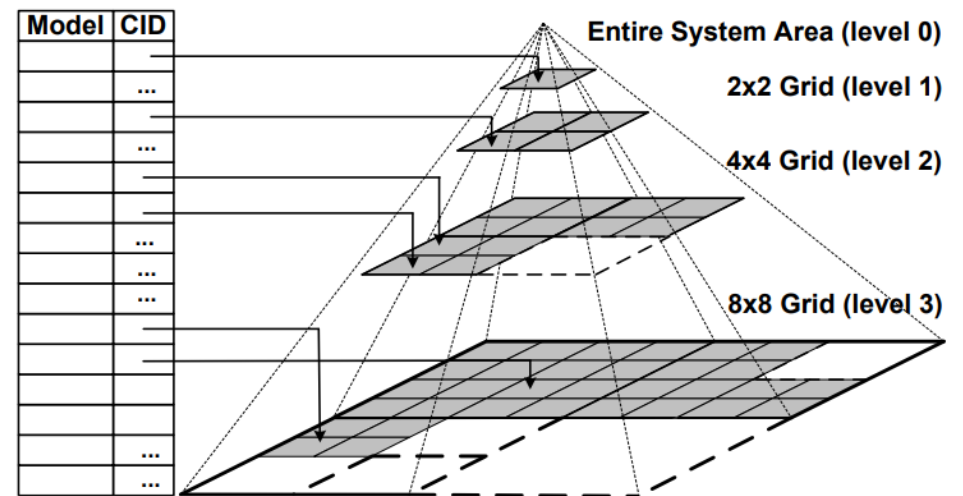 Model CID
Entire System Area (level 0)
...
2x2 Grid (level 1)
...
4x4 Grid (level 2)
...
...
...
8x8 Grid (level 3)
...
...